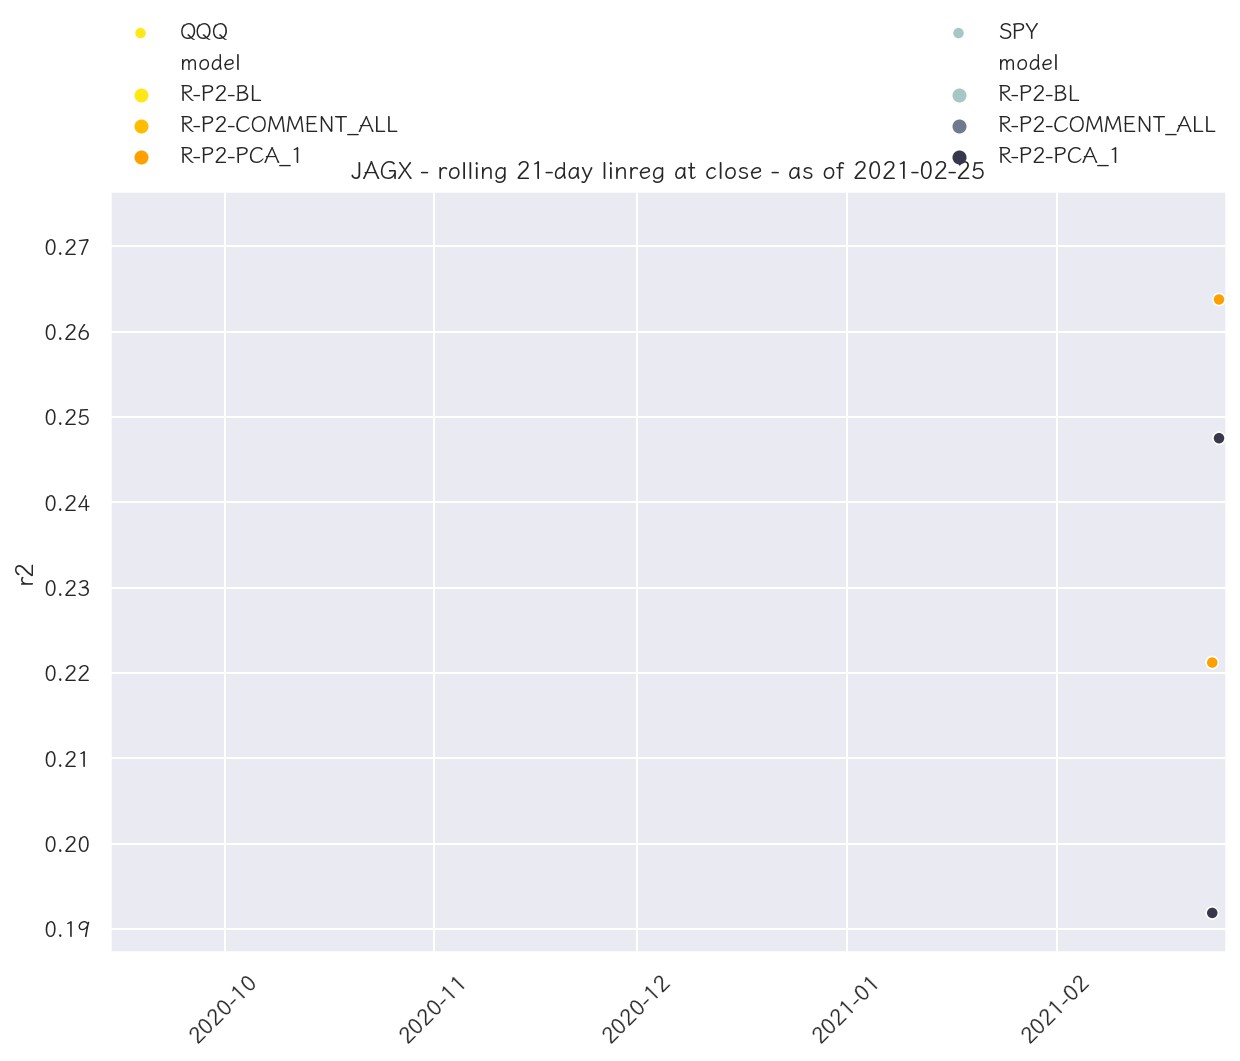 QQQ
model
R-P2-BL
R-P2-COMMENT_ALL
R-P2-PCA_1
SPY
model
R-P2-BL
R-P2-COMMENT_ALL
R-P2-PCA_1
JAGX - rolling 21-day linreg at close - as of 2021-02-25
0.27
0.26
0.25
0.24
0.23
0.22
0.21
0.20
0.19
r2
2020-10
2020-11
2020-12
2021-01
2021-02